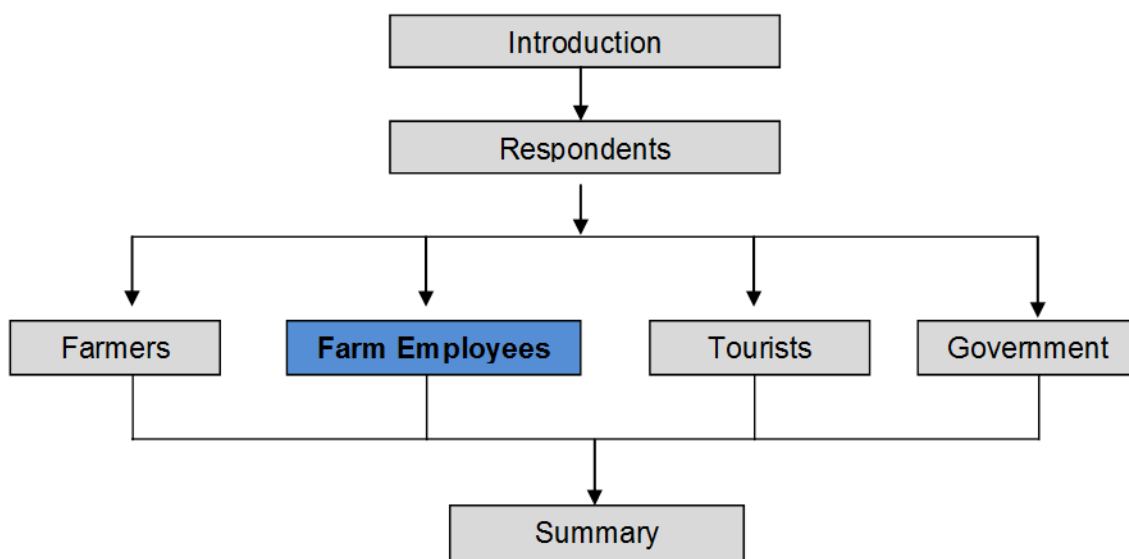 Introduction
Respondents
Farmers
Farm Employees
Tourists
Government
Summary